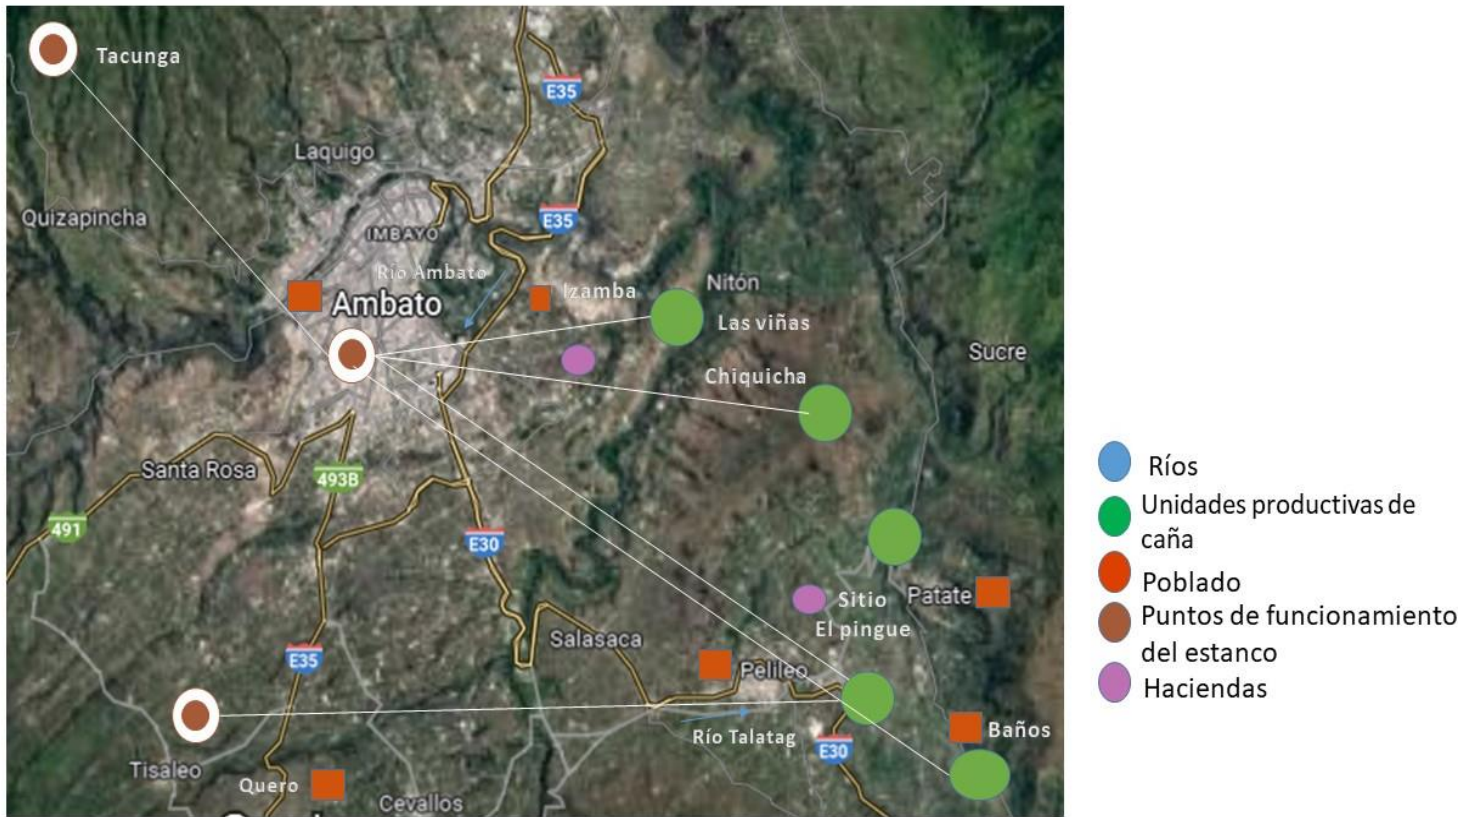 Tacunga
E35
Laquigo
Quizapincha
E35
IMBAYO
Río Ambato
Izamba
Nitón
Ambato
Las viñas
Sucre
Chiquicha
Santa Rosa
493B
491
E30
Sitio
El pingue
Patate
Salasaca
E35
Pelileo
Río Talatag
E30
Baños
Tisaleo
Quero
Cevallos
Ríos
Unidades productivas de
caña
Poblado
Puntos de funcionamiento
del estanco
Haciendas